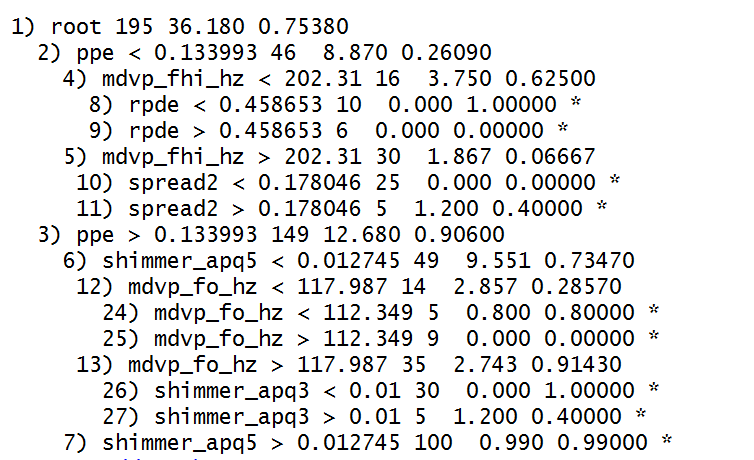 1) root 195 36.180 0.75380
2) ppe < 0.133993 46 8.870 0.26090
4) mdvp_fhi_hz < 202.31 16 3.750 0.62500
8) rpde < 0.458653 10 0.000 1.00000 *
9) rpde > 0.458653 6 0.000 0.00000 *
5) mdvp_fhi_hz > 202.31 30 1.867 0.06667
10) spread2 < 0.178046 25 0.000 0.00000 *
11) spread2 > 0.178046 5 1.200 0.40000 *
3) ppe > 0.133993 149 12.680 0.90600
6) shimmer_apq5 < 0.012745 49 9.551 0.73470
12) mdvp_fo_hz < 117.987 14 2.857 0.28570
24) mdvp_fo_hz < 112.349 5 0.800 0.80000 *
25) mdvp_fo_hz > 112.349 9 0.000 0.00000 *
13) mdvp_fo_hz > 117.987 35 2.743 0.91430
26) shimmer_apq3 < 0.01 30 0.000 1.00000 *
27) shimmer_apq3 > 0.01 5 1.200 0.40000 *
7) shimmer_apq5 > 0.012745 100 0.990 0.99000 *